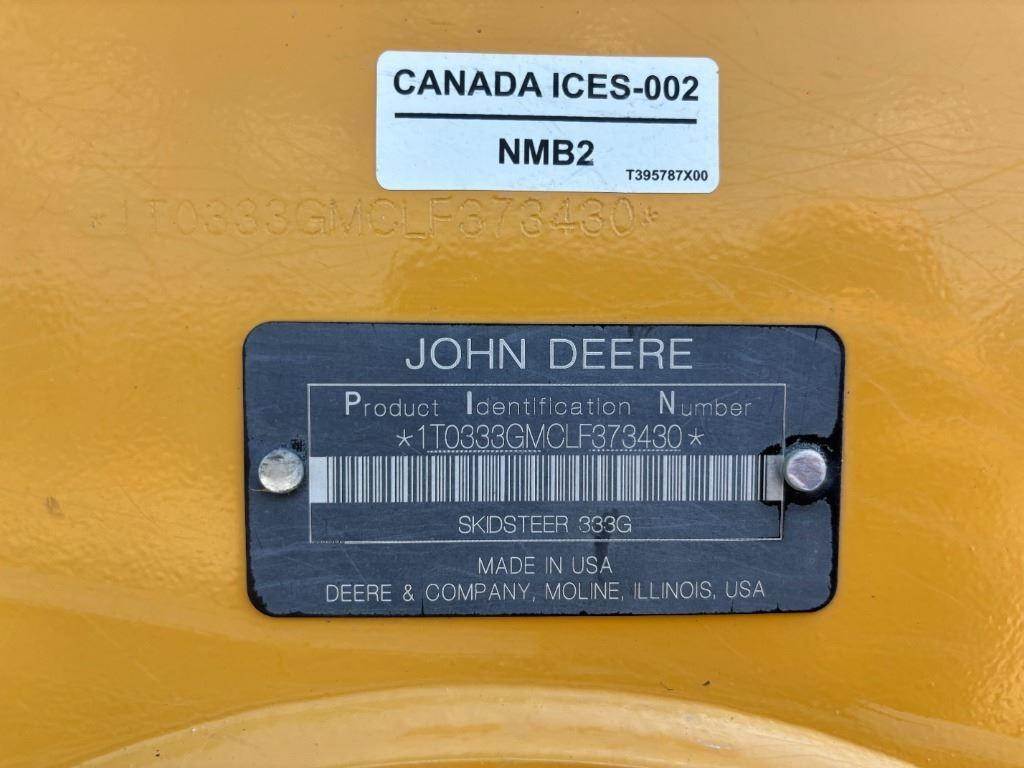 CANADA ICES-002
NMB2
T395787X00
*1T0333GMCLF373430*
JOHN DEERE
Product Identification Number
*1T0333GMCLF373430*
SKIDSTEER 333G
MADE IN USA
DEERE & COMPANY, MOLINE, ILLINOIS, USA